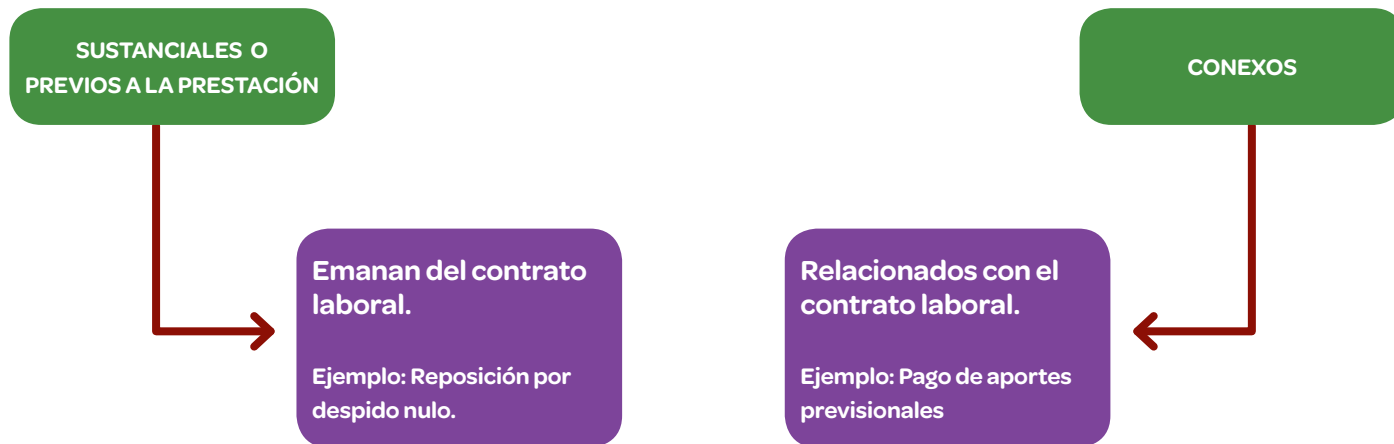 SUSTANCIALES O
PREVIOS A LA PRESTACIÓN
CONEXOS
Emanan del contrato
laboral.
Ejemplo: Reposición por
despido nulo.
Relacionados con el
contrato laboral.
Ejemplo: Pago de aportes
previsionales